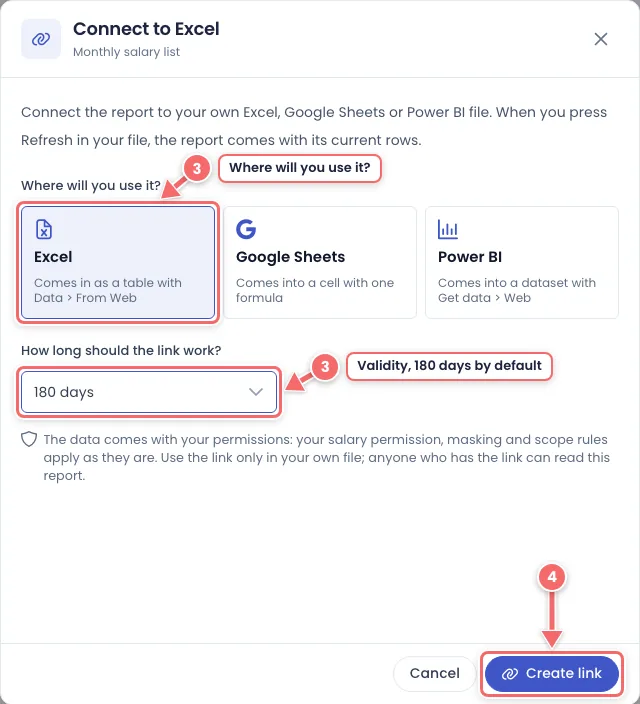 Connect to Excel
Monthly salary list
Connect the report to your own Excel, Google Sheets or Power BI file. When you press
Refresh in your file, the report comes with its current rows.
3
Where will you use it?
Where will you use it?
Excel
Comes in as a table with
Data > From Web
Google Sheets
Comes into a cell with one
formula
Power BI
Comes into a dataset with
Get data > Web
How long should the link work?
3
Validity, 180 days by default
180 days
The data comes with your permissions: your salary permission, masking and scope rules
apply as they are. Use the link only in your own file; anyone who has the link can read this
report.
4
Cancel
Create link